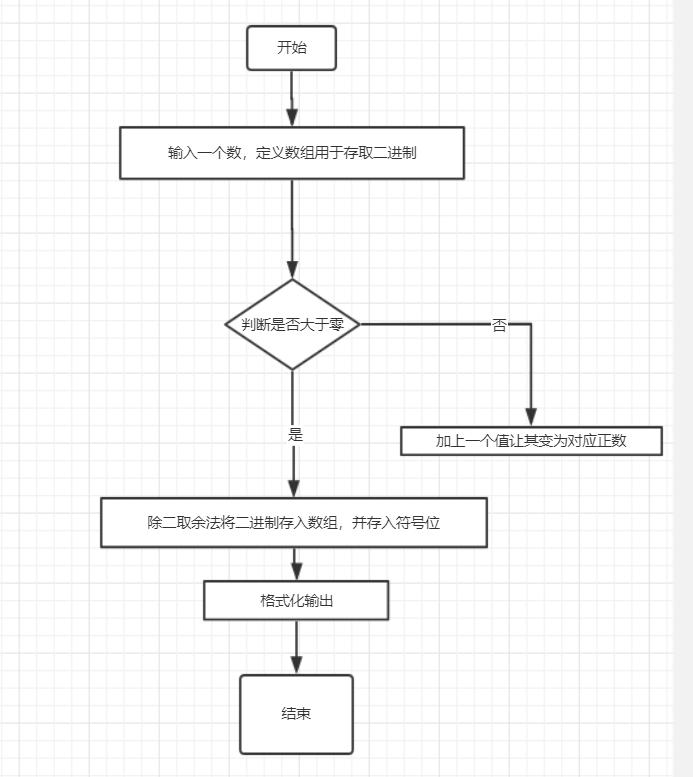 开始
输入一个数，定义数组用于存取二进制
判断是否大于零
否
是
加上一个值让其变为对应正数
除二取余法将二进制存入数组，并存入符号位
格式化输出
结束